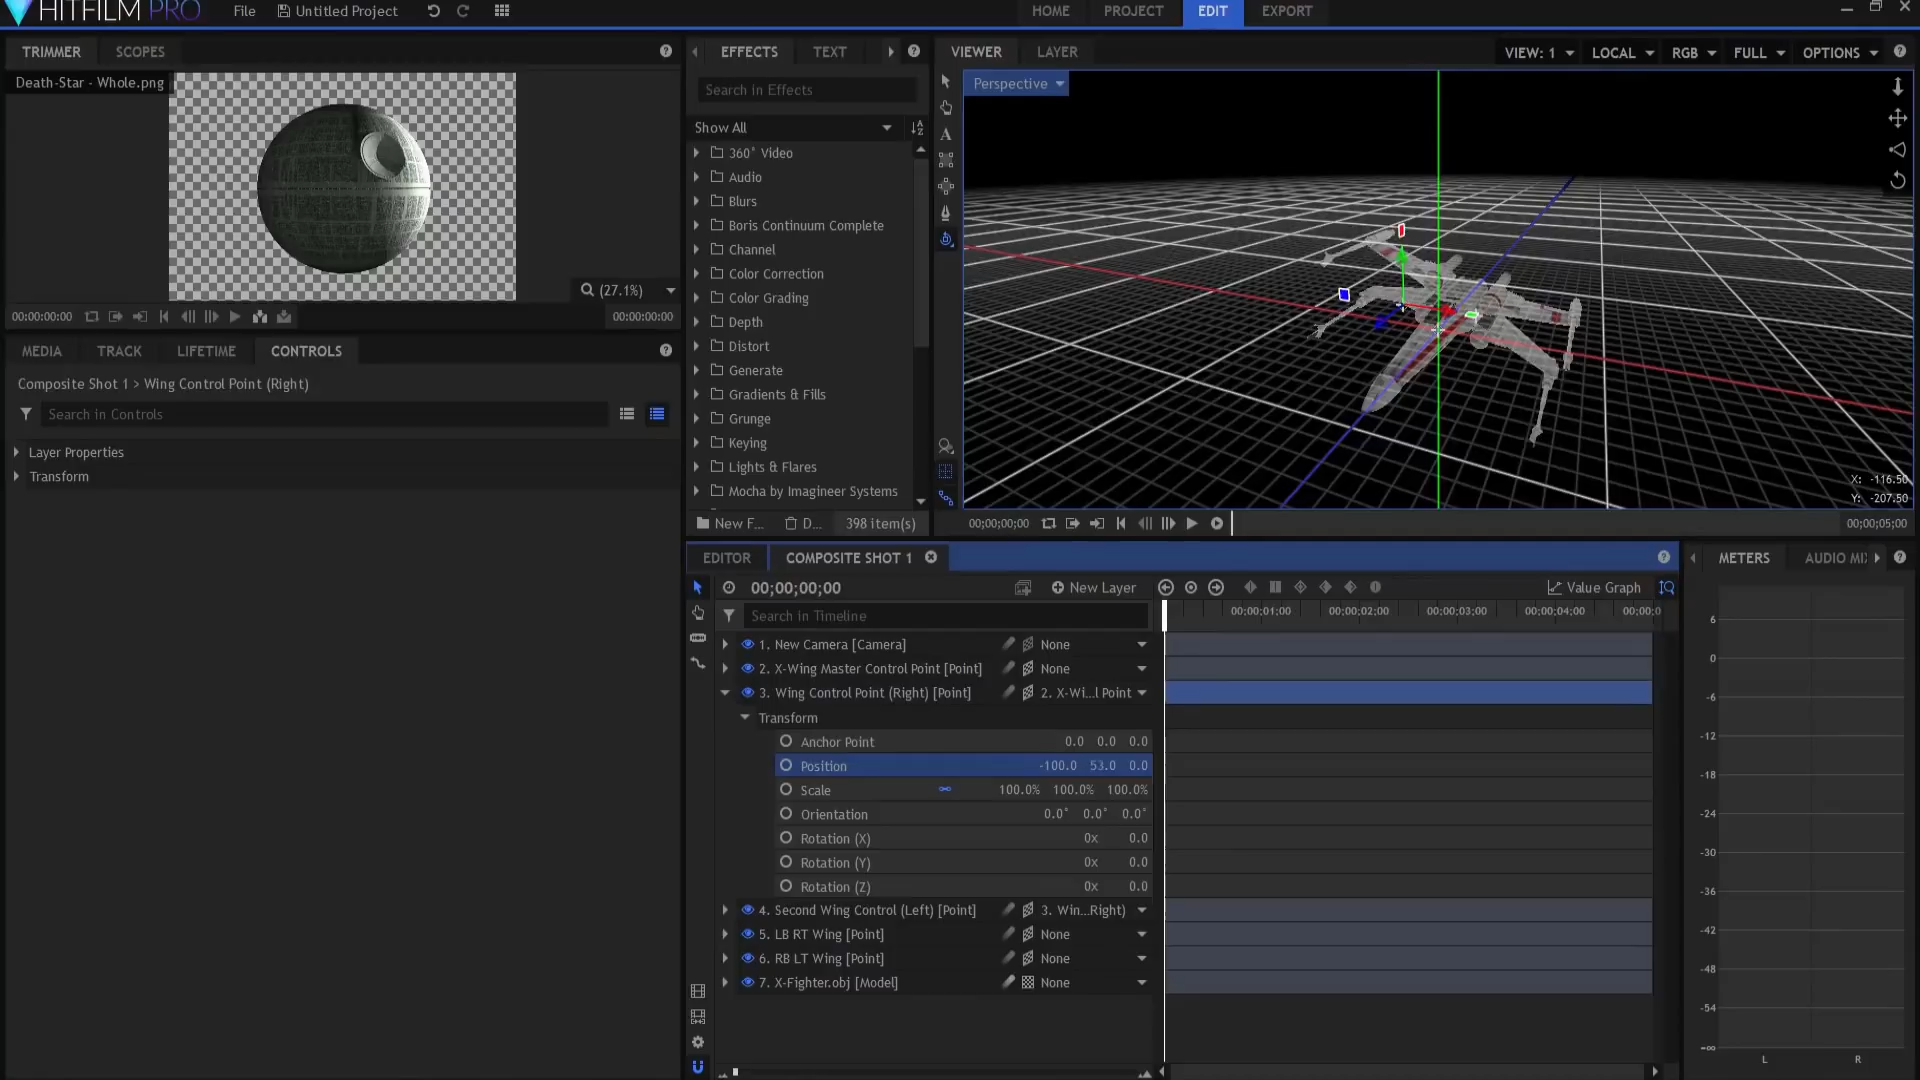 HITFILM PRO
File
Untitled Project
HOME
PROJECT
EDIT
EXPORT
TRIMMER
SCOPES
Death-Star - Whole.png
(27.1%)
00:00:00:00
00:00:00:00
MEDIA
TRACK
LIFETIME
CONTROLS
Composite Shot 1 > Wing Control Point (Right)
Search in Controls
Layer Properties
Transform
EFFECTS
TEXT
Search in Effects
Show All
360° Video
Audio
Blurs
Boris Continuum Complete
Channel
Color Correction
Color Grading
Depth
Distort
Generate
Gradients & Fills
Grunge
Keying
Lights & Flares
Mocha by Imagineer Systems
New F...
D...
398 item(s)
VIEWER
LAYER
VIEW: 1
LOCAL
RGB
FULL
OPTIONS
Perspective
X: -116.50
Y: -207.50
00;00;00;00
00;00;05;00
EDITOR
COMPOSITE SHOT 1
00;00;00;00
New Layer
Value Graph
Search in Timeline
00;00;01;00
00;00;02;00
00;00;03;00
00;00;04;00
00;00;0
1. New Camera [Camera] None
2. X-Wing Master Control Point [Point] None
3. Wing Control Point (Right) [Point] 2. X-Wi...l Point
Transform
Anchor Point 0.0 0.0 0.0
Position -100.0 53.0 0.0
Scale 100.0% 100.0% 100.0%
Orientation 0.0° 0.0° 0.0°
Rotation (X) 0x 0.0
Rotation (Y) 0x 0.0
Rotation (Z) 0x 0.0
4. Second Wing Control (Left) [Point] 3. Win...Right)
5. LB RT Wing [Point] None
6. RB LT Wing [Point] None
7. X-Fighter.obj [Model] None
METERS
AUDIO MI
6
0
-6
-12
-18
-24
-30
-36
-42
-48
-54
-∞
L
R